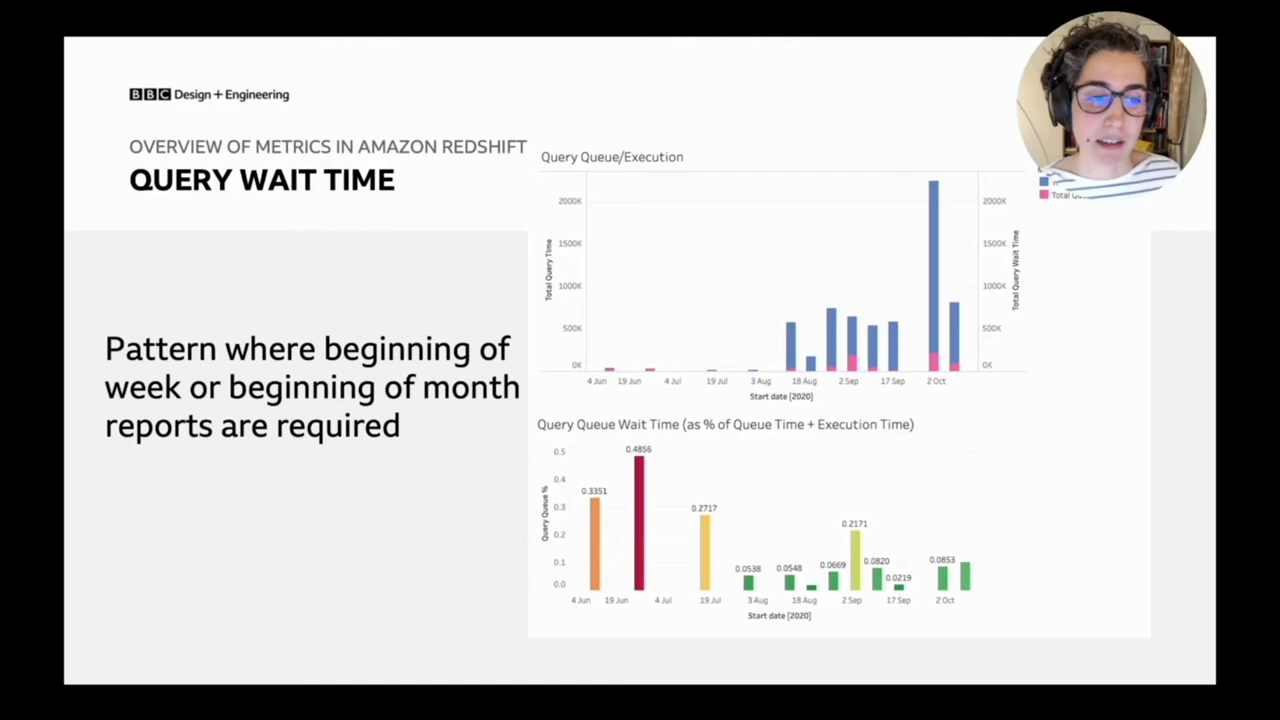 BBC Design + Engineering
OVERVIEW OF METRICS IN AMAZON REDSHIFT
QUERY WAIT TIME
Pattern where beginning of
week or beginning of month
reports are required
Query Queue/Execution
Total Query Time
2000K
1500K
1000K
500K
0K
2000K
1500K
1000K
500K
0K
Total Query Wait Time
4 Jun 19 Jun 4 Jul 19 Jul 3 Aug 18 Aug 2 Sep 17 Sep 2 Oct
Start date [2020]
Total
Query Queue Wait Time (as % of Queue Time + Execution Time)
Query Queue %
0.5
0.4
0.3
0.2
0.1
0.0
0.3351
0.4856
0.2717
0.0538
0.0548
0.0669
0.2171
0.0820
0.0219
0.0853
4 Jun 19 Jun 4 Jul 19 Jul 3 Aug 18 Aug 2 Sep 17 Sep 2 Oct
Start date [2020]